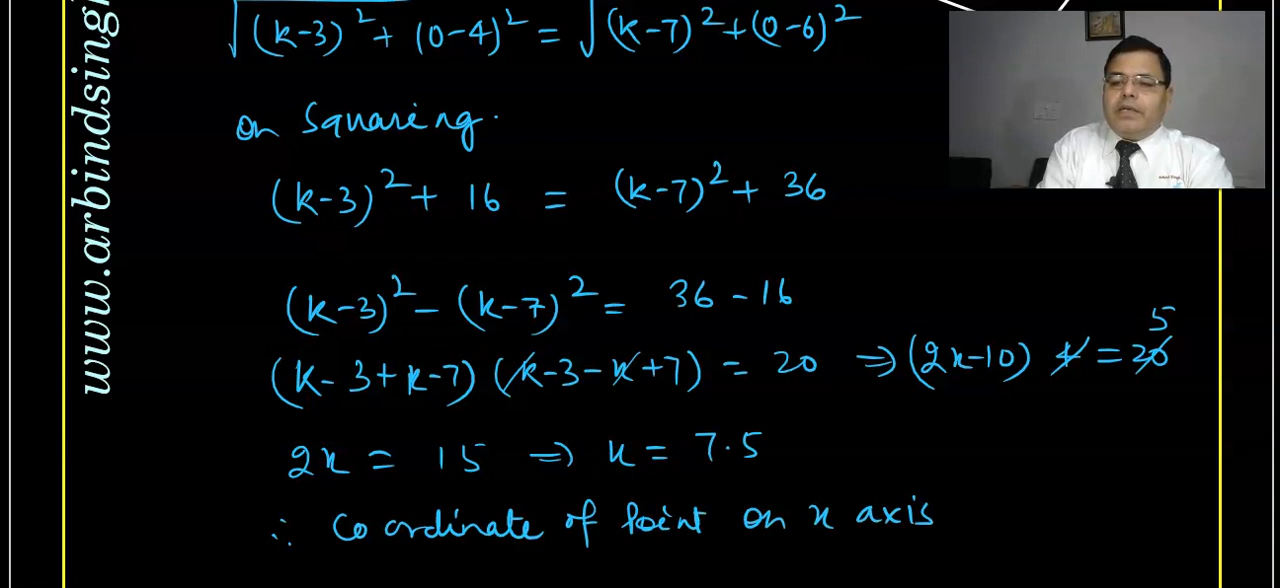 √(k-3)² + (0-4)² = √(k-7)² + (0-6)²
on Squaring.
(k-3)² + 16 = (k-7)² + 36
(k-3)² - (k-7)² = 36 - 16
(k-3+k-7) (k-3-k+7) = 20 ⇒ (2k-10) 4 = 20 5
2k = 15 ⇒ k = 7.5
∴ Coordinate of Point on x axis
www.arbindsingh